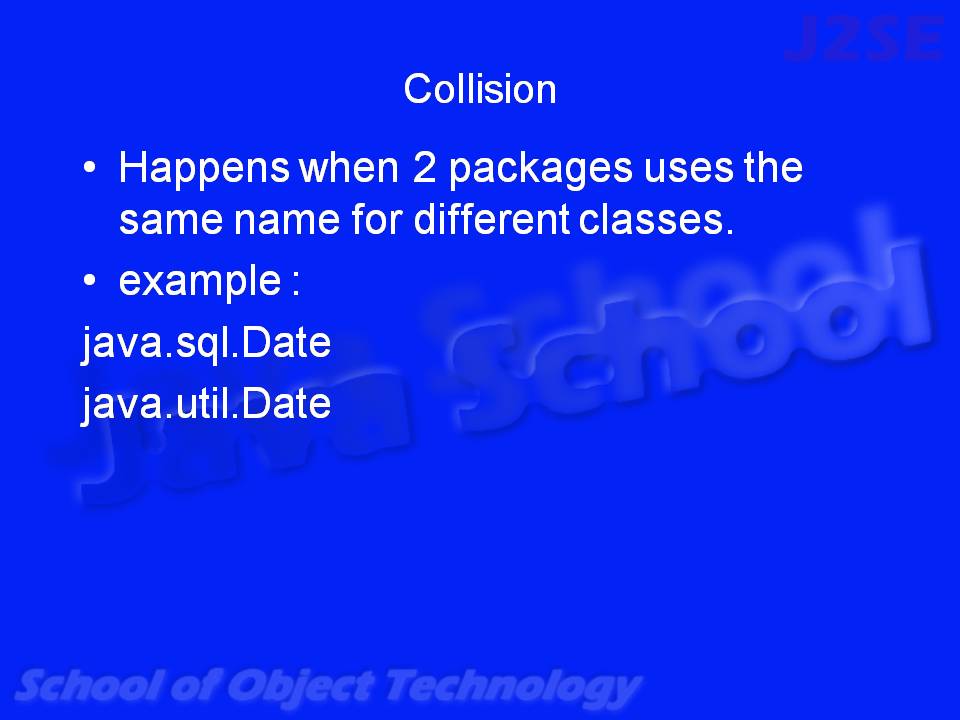 J2SE
Collision
• Happens when 2 packages uses the
same name for different classes.
• example :
java.sql.Date
java.util.Date
Java School
School of Object Technology